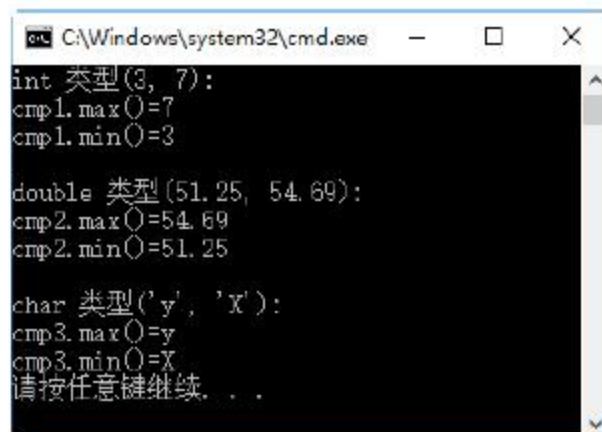 C:\Windows\system32\cmd.exe
int 类型(3, 7):
cmp1.max()=7
cmp1.min()=3
double 类型(51.25, 54.69):
cmp2.max()=54.69
cmp2.min()=51.25
char 类型('y', 'X'):
cmp3.max()=y
cmp3.min()=X
请按任意键继续. . .